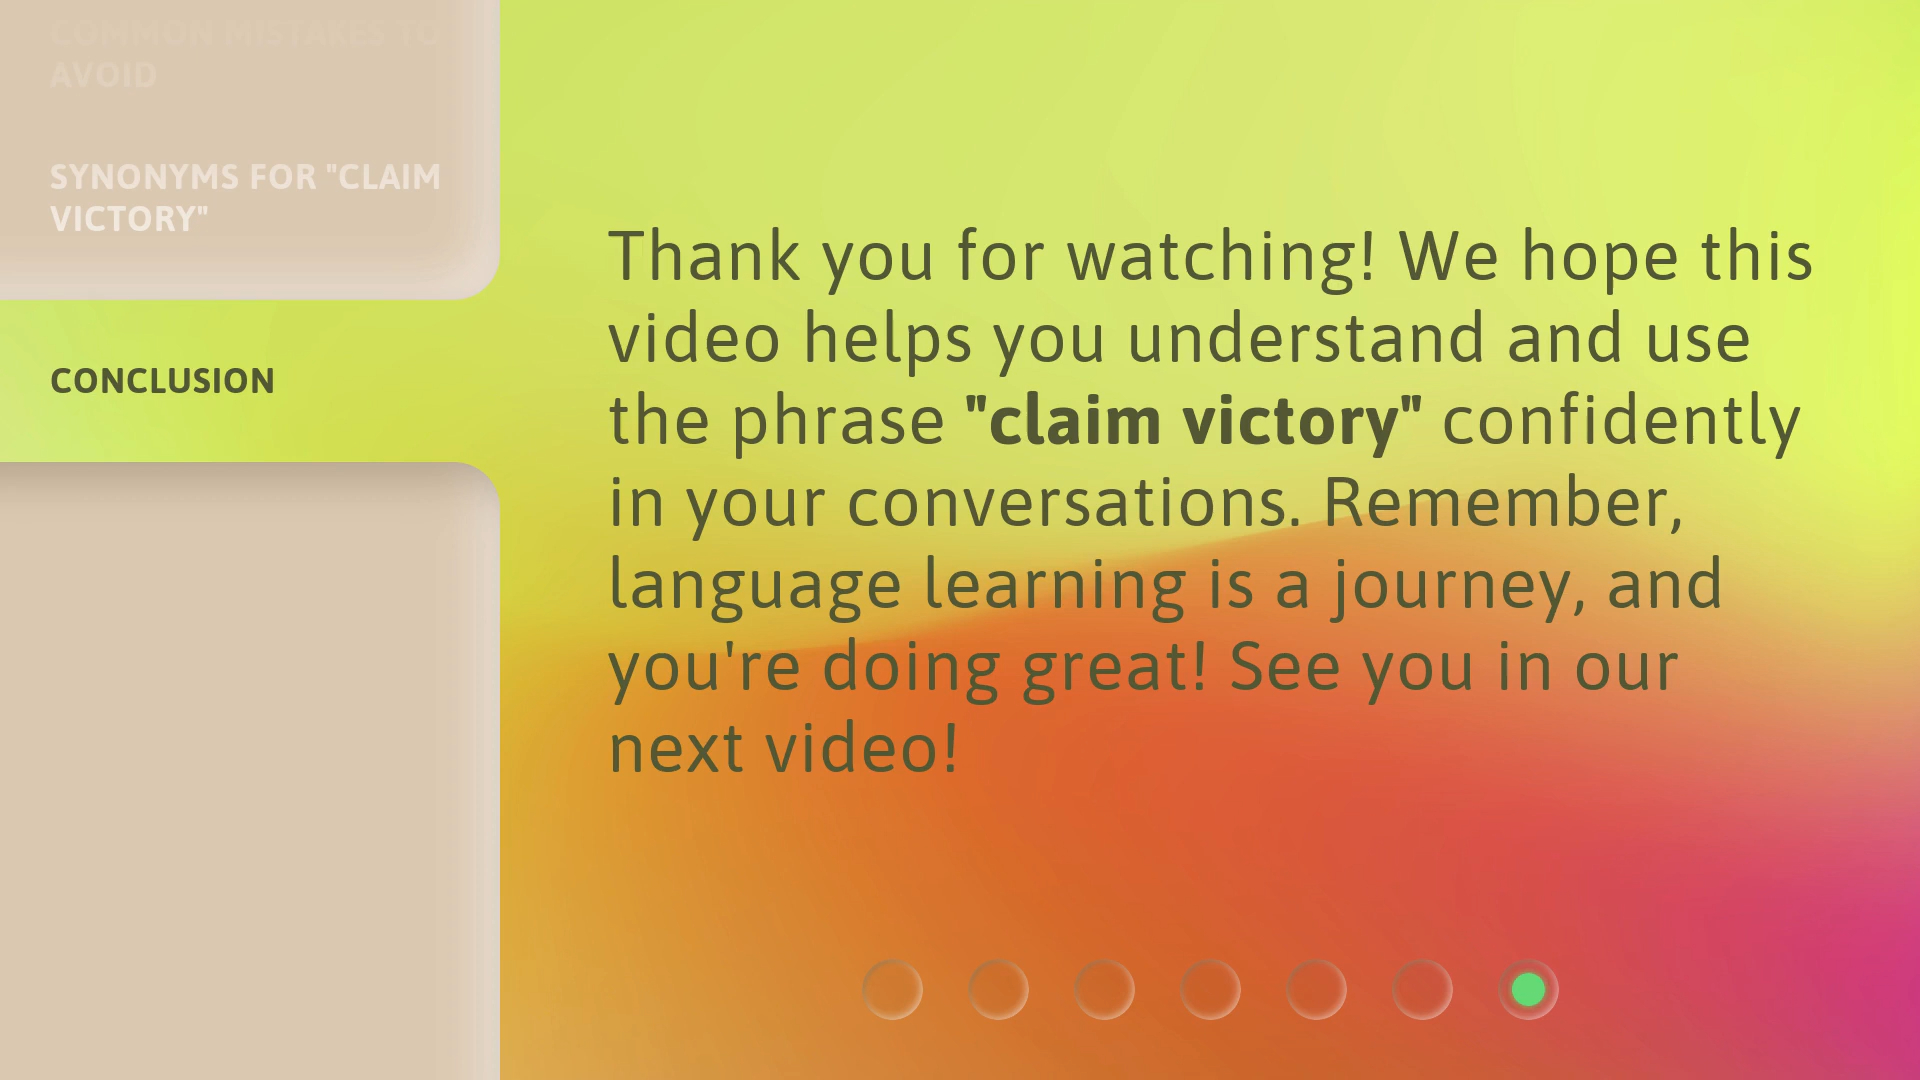 COMMON MISTAKES TO
AVOID
SYNONYMS FOR "CLAIM
VICTORY"
CONCLUSION
Thank you for watching! We hope this
video helps you understand and use
the phrase "claim victory" confidently
in your conversations. Remember,
language learning is a journey, and
you're doing great! See you in our
next video!